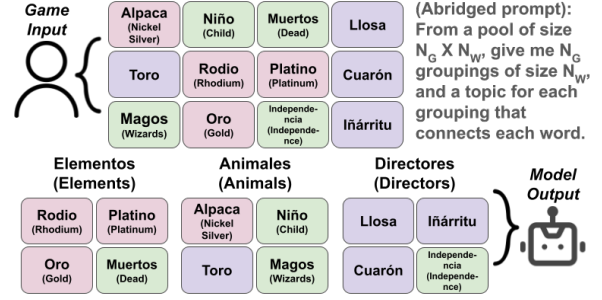 Game
Input
Alpaca
(Nickel
Silver)
Niño
(Child)
Muertos
(Dead)
Llosa
Toro
Rodio
(Rhodium)
Platino
(Platinum)
Cuarón
Magos
(Wizards)
Oro
(Gold)
Independe-
ncia
(Independe-
nce)
Iñárritu
(Abridged prompt):
From a pool of size
N_G X N_W, give me N_G
groupings of size N_W,
and a topic for each
grouping that
connects each word.
Elementos
(Elements)
Rodio
(Rhodium)
Platino
(Platinum)
Oro
(Gold)
Muertos
(Dead)
Animales
(Animals)
Alpaca
(Nickel
Silver)
Niño
(Child)
Toro
Magos
(Wizards)
Directores
(Directors)
Llosa
Iñárritu
Cuarón
Independe-
ncia
(Independe-
nce)
Model
Output